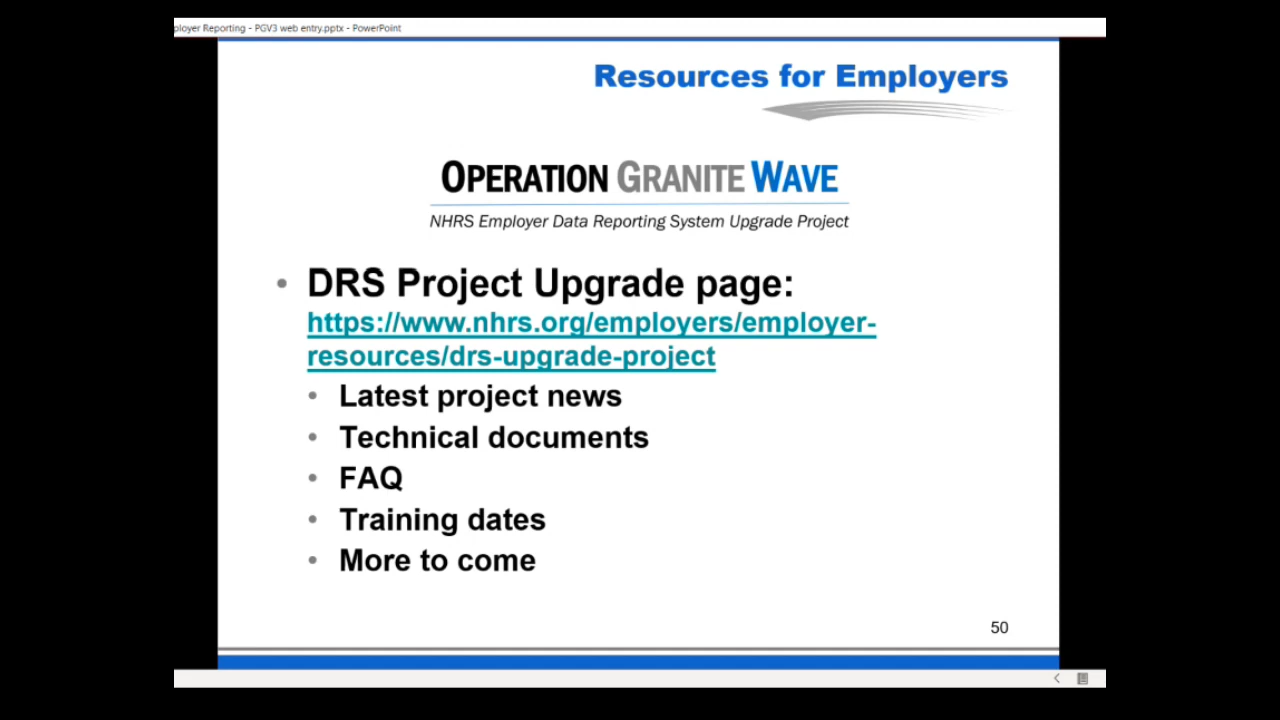 ployer Reporting - PGV3 web entry.pptx - PowerPoint
Resources for Employers
OPERATION GRANITE WAVE
NHRS Employer Data Reporting System Upgrade Project
• DRS Project Upgrade page:
https://www.nhrs.org/employers/employer-
resources/drs-upgrade-project
• Latest project news
• Technical documents
• FAQ
• Training dates
• More to come
50